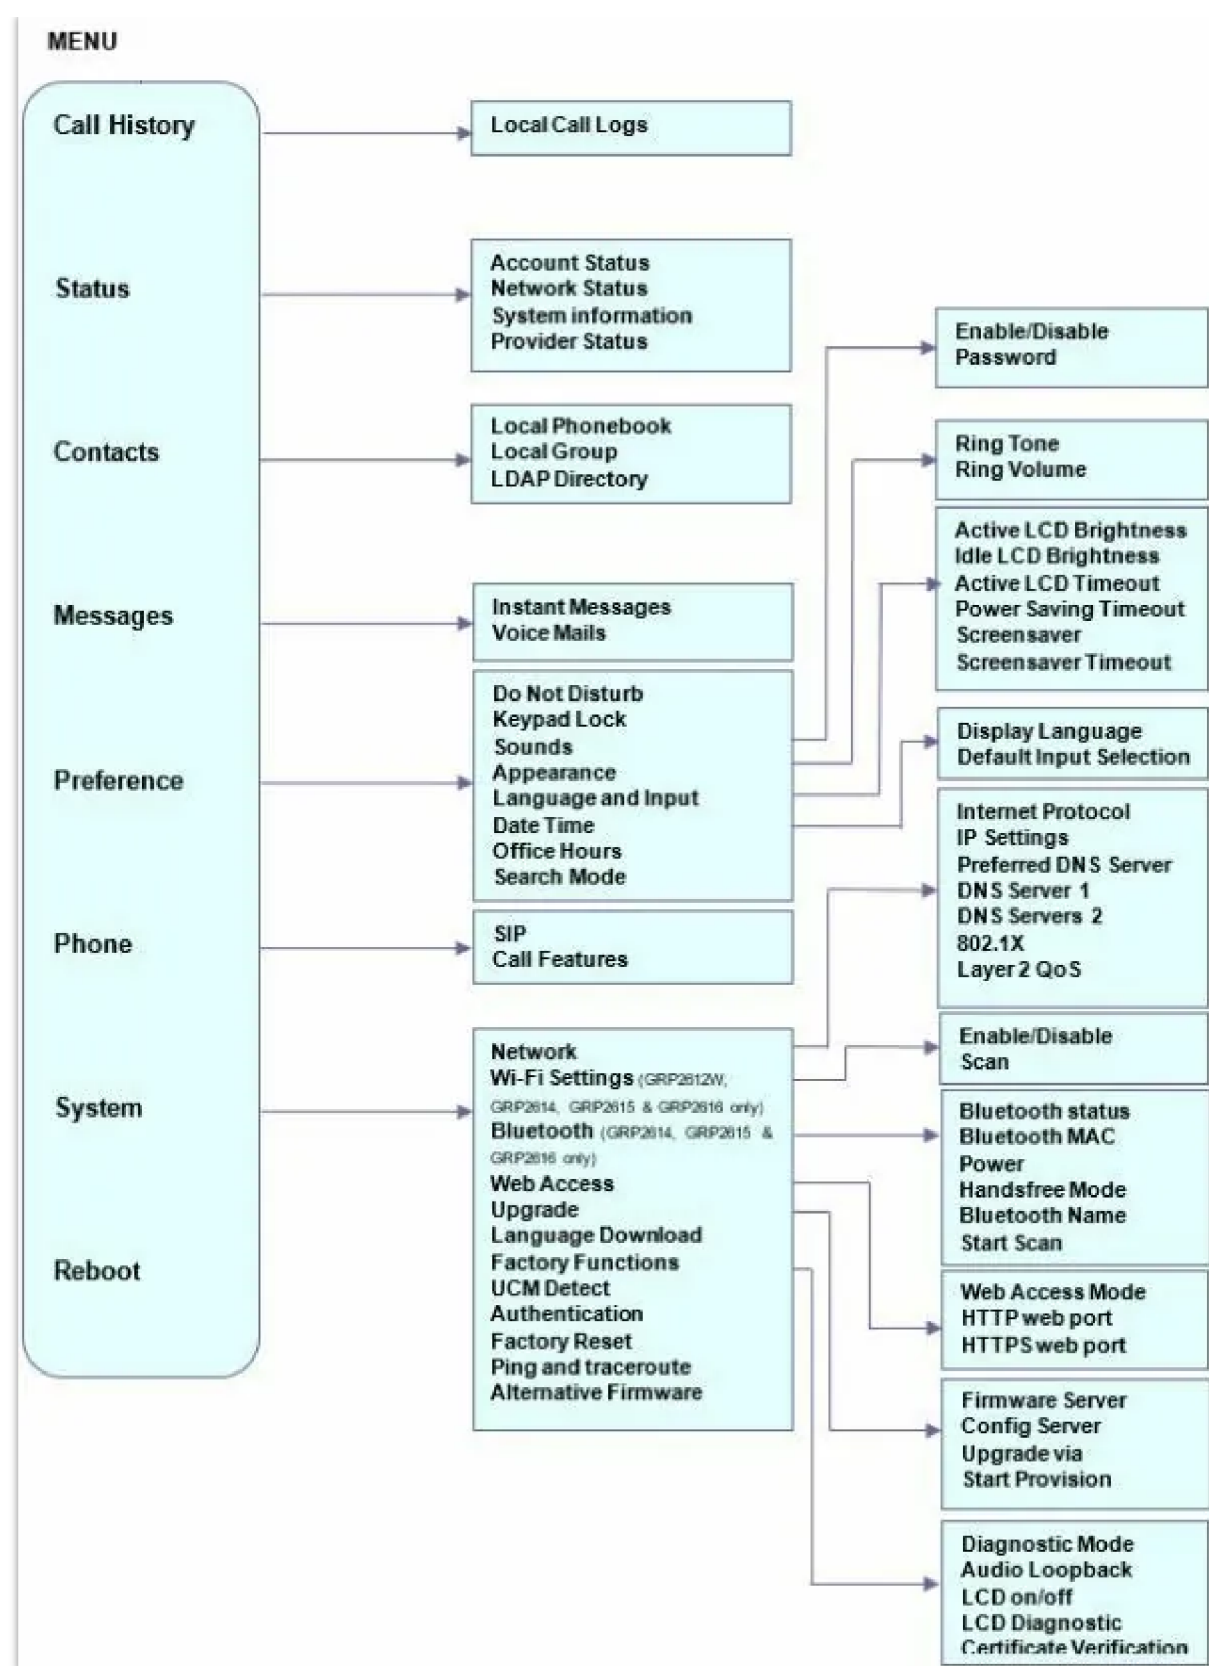 MENU
Call History
Local Call Logs
Status
Account Status
Network Status
System information
Provider Status
Contacts
Local Phonebook
Local Group
LDAP Directory
Messages
Instant Messages
Voice Mails
Preference
Do Not Disturb
Keypad Lock
Sounds
Appearance
Language and Input
Date Time
Office Hours
Search Mode
Enable/Disable
Password
Ring Tone
Ring Volume
Active LCD Brightness
Idle LCD Brightness
Active LCD Timeout
Power Saving Timeout
Screensaver
Screensaver Timeout
Display Language
Default Input Selection
Phone
SIP
Call Features
System
Network
Wi-Fi Settings (GRP2612W,
GRP2614, GRP2615 & GRP2616 only)
Bluetooth (GRP2614, GRP2615 &
GRP2616 only)
Web Access
Upgrade
Language Download
Factory Functions
UCM Detect
Authentication
Factory Reset
Ping and traceroute
Alternative Firmware
Internet Protocol
IP Settings
Preferred DNS Server
DNS Server 1
DNS Servers 2
802.1X
Layer 2 QoS
Enable/Disable
Scan
Bluetooth status
Bluetooth MAC
Power
Handsfree Mode
Bluetooth Name
Start Scan
Web Access Mode
HTTP web port
HTTPS web port
Firmware Server
Config Server
Upgrade via
Start Provision
Diagnostic Mode
Audio Loopback
LCD on/off
LCD Diagnostic
Certificate Verification
Reboot